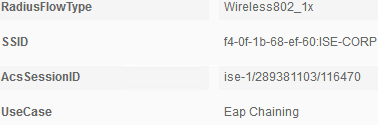 RadiusFlowType Wireless802_1x
SSID f4-0f-1b-68-ef-60:ISE-CORP
AcsSessionID ise-1/289381103/116470
UseCase Eap Chaining